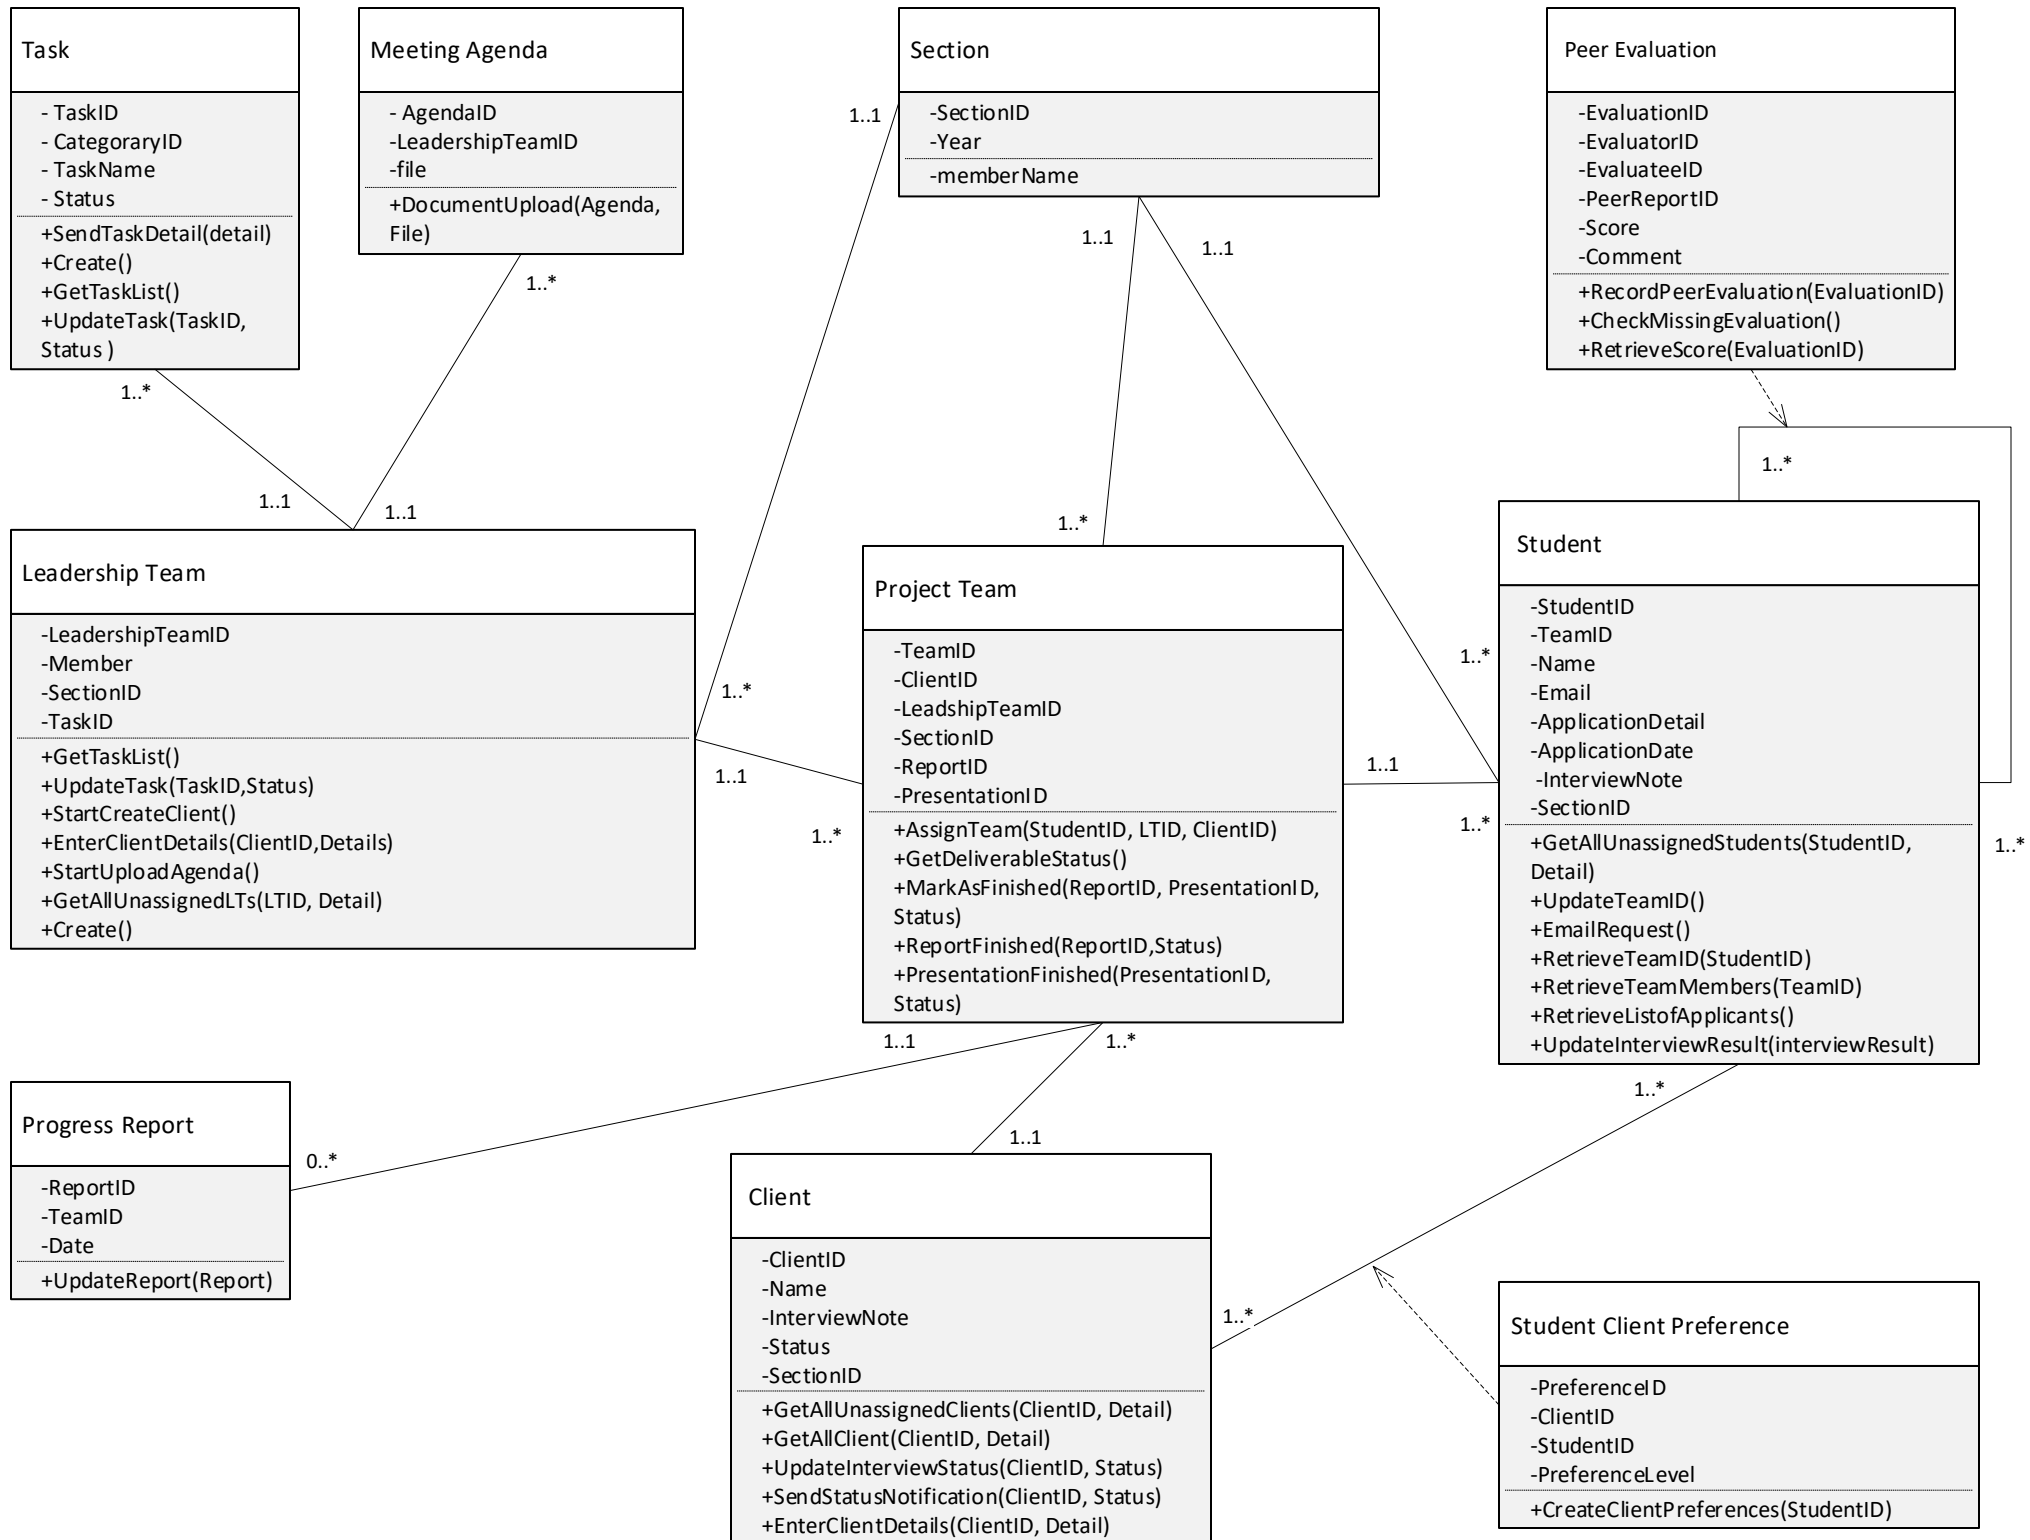 Task
- TaskID
- CategoraryID
- TaskName
- Status
+SendTaskDetail(detail)
+Create()
+GetTaskList()
+UpdateTask(TaskID,
Status )
1..*
Meeting Agenda
- AgendaID
-LeadershipTeamID
-file
+DocumentUpload(Agenda,
File)
1..*
Section
-SectionID
-Year
-memberName
1..1
1..1
1..1
Peer Evaluation
-EvaluationID
-EvaluatorID
-EvaluateeID
-PeerReportID
-Score
-Comment
+RecordPeerEvaluation(EvaluationID)
+CheckMissingEvaluation()
+RetrieveScore(EvaluationID)
1..1
1..1
Leadership Team
-LeadershipTeamID
-Member
-SectionID
-TaskID
+GetTaskList()
+UpdateTask(TaskID,Status)
+StartCreateClient()
+EnterClientDetails(ClientID,Details)
+StartUploadAgenda()
+GetAllUnassignedLTs(LTID, Detail)
+Create()
1..*
1..1
1..*
1..*
Project Team
-TeamID
-ClientID
-LeadshipTeamID
-SectionID
-ReportID
-PresentationID
+AssignTeam(StudentID, LTID, ClientID)
+GetDeliverableStatus()
+MarkAsFinished(ReportID, PresentationID,
Status)
+ReportFinished(ReportID,Status)
+PresentationFinished(PresentationID,
Status)
1..1
1..*
1..1
1..*
1..*
1..*
Student
-StudentID
-TeamID
-Name
-Email
-ApplicationDetail
-ApplicationDate
-InterviewNote
-SectionID
+GetAllUnassignedStudents(StudentID,
Detail)
+UpdateTeamID()
+EmailRequest()
+RetrieveTeamID(StudentID)
+RetrieveTeamMembers(TeamID)
+RetrieveListofApplicants()
+UpdateInterviewResult(interviewResult)
1..*
1..*
Progress Report
-ReportID
-TeamID
-Date
+UpdateReport(Report)
0..*
1..1
Client
-ClientID
-Name
-InterviewNote
-Status
-SectionID
+GetAllUnassignedClients(ClientID, Detail)
+GetAllClient(ClientID, Detail)
+UpdateInterviewStatus(ClientID, Status)
+SendStatusNotification(ClientID, Status)
+EnterClientDetails(ClientID, Detail)
1..*
Student Client Preference
-PreferenceID
-ClientID
-StudentID
-PreferenceLevel
+CreateClientPreferences(StudentID)